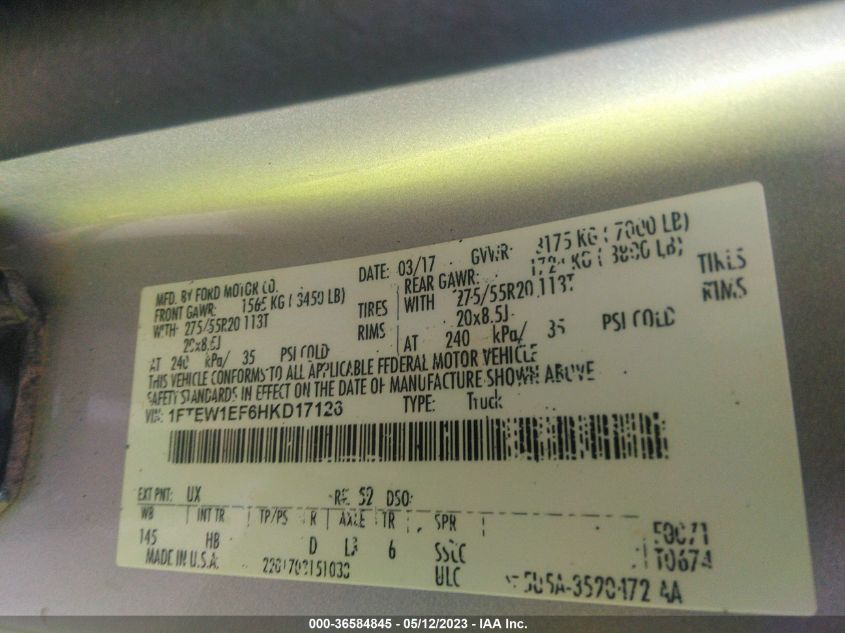 MFD. BY FORD MOTOR CO.
DATE: 03/17 GVWR: 3175 KG ( 7000 LB)
FRONT GAWR: 1565 KG ( 3450 LB)
REAR GAWR: 1724 KG ( 3800 LB)
WITH 275/55R20 113T TIRES
WITH 275/55R20 113T TIRES
20x8.5J RIMS
20x8.5J RIMS
AT 240 kPa/ 35 PSI COLD
AT 240 kPa/ 35 PSI COLD
THIS VEHICLE CONFORMS TO ALL APPLICABLE FEDERAL MOTOR VEHICLE
SAFETY STANDARDS IN EFFECT ON THE DATE OF MANUFACTURE SHOWN ABOVE
VIN: TYPE: Truck
EXT PNT: UX 52 DSO
WB INT TR TP/PS R AXLE TR SPR
145 HB D 6
MADE IN U.S.A. T0674
ULC
000-36584845 - 05/12/2023 - IAA Inc.